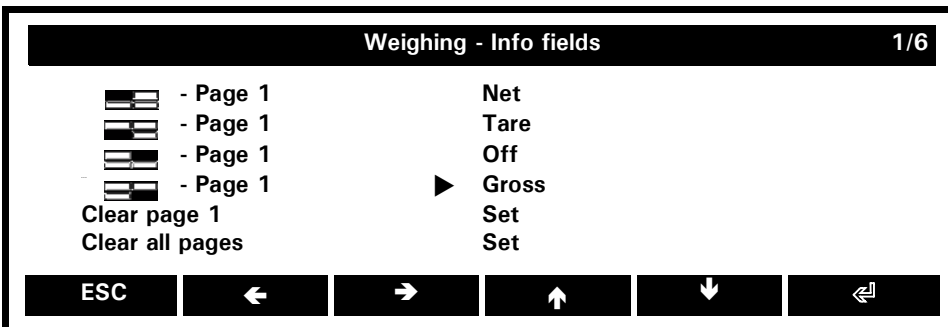 Weighing - Info fields 1/6
- Page 1 Net
- Page 1 Tare
- Page 1 Off
- Page 1 ▶ Gross
Clear page 1 Set
Clear all pages Set
ESC ← → ↑ ↓ ↵